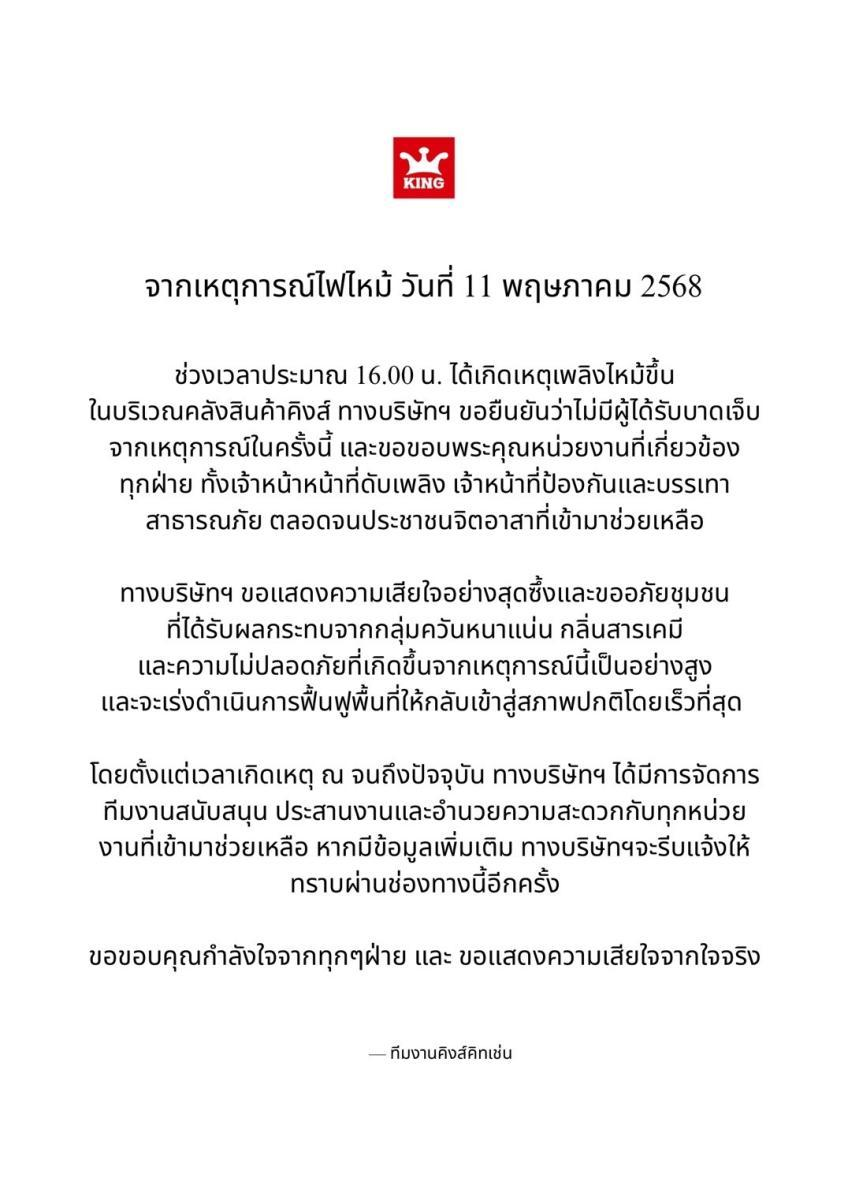 KING
จากเหตุการณ์ไฟไหม้ วันที่ 11 พฤษภาคม 2568
ช่วงเวลาประมาณ 16.00 น. ได้เกิดเหตุเพลิงไหม้ขึ้น
ในบริเวณคลังสินค้าคิงส์ ทางบริษัทฯ ขอยืนยันว่าไม่มีผู้ได้รับบาดเจ็บ
จากเหตุการณ์ในครั้งนี้ และขอขอบพระคุณหน่วยงานที่เกี่ยวข้อง
ทุกฝ่าย ทั้งเจ้าหน้าหน้าที่ดับเพลิง เจ้าหน้าที่ป้องกันและบรรเทา
สาธารณภัย ตลอดจนประชาชนจิตอาสาที่เข้ามาช่วยเหลือ
ทางบริษัทฯ ขอแสดงความเสียใจอย่างสุดซึ้งและขออภัยชุมชน
ที่ได้รับผลกระทบจากกลุ่มควันหนาแน่น กลิ่นสารเคมี
และความไม่ปลอดภัยที่เกิดขึ้นจากเหตุการณ์นี้เป็นอย่างสูง
และจะเร่งดำเนินการฟื้นฟูพื้นที่ให้กลับเข้าสู่สภาพปกติโดยเร็วที่สุด
โดยตั้งแต่เวลาเกิดเหตุ ณ จนถึงปัจจุบัน ทางบริษัทฯ ได้มีการจัดการ
ทีมงานสนับสนุน ประสานงานและอำนวยความสะดวกกับทุกหน่วย
งานที่เข้ามาช่วยเหลือ หากมีข้อมูลเพิ่มเติม ทางบริษัทฯจะรีบแจ้งให้
ทราบผ่านช่องทางนี้อีกครั้ง
ขอขอบคุณกำลังใจจากทุกๆฝ่าย และ ขอแสดงความเสียใจจากใจจริง
— ทีมงานคิงส์คิทเช่น